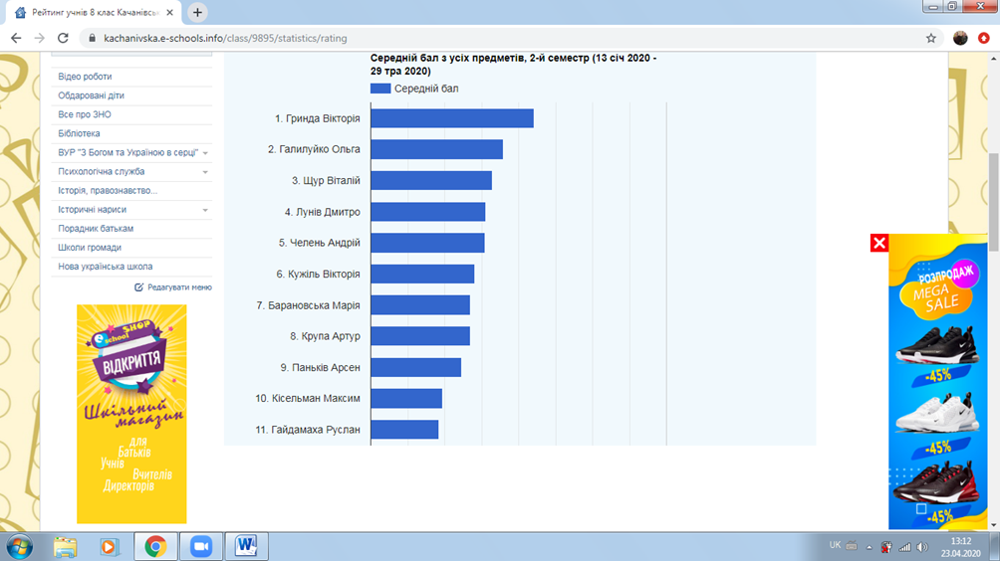 Рейтинг учнів 8 клас Качанівсь
kachanivska.e-schools.info/class/9895/statistics/rating
Відео роботи
Обдаровані діти
Все про ЗНО
Бібліотека
ВУР "З Богом та Україною в серці"
Психологічна служба
Історія, правознавство...
Історичні нариси
Порадник батькам
Школи громади
Нова українська школа
Редагувати меню
e school SHOP
ВІДКРИТТЯ
Шкільний
магазин
для
Батьків
Учнів
Вчителів
Директорів
Середній бал з усіх предметів, 2-й семестр (13 січ 2020 -
29 тра 2020)
Середній бал
1. Гринда Вікторія
2. Галилуйко Ольга
3. Щур Віталій
4. Лунів Дмитро
5. Челень Андрій
6. Кужіль Вікторія
7. Барановська Марія
8. Крупа Артур
9. Паньків Арсен
10. Кісельман Максим
11. Гайдамаха Руслан
РОЗПРОДАЖ
MEGA
SALE
-45%
-45%
-45%
UK
13:12
23.04.2020